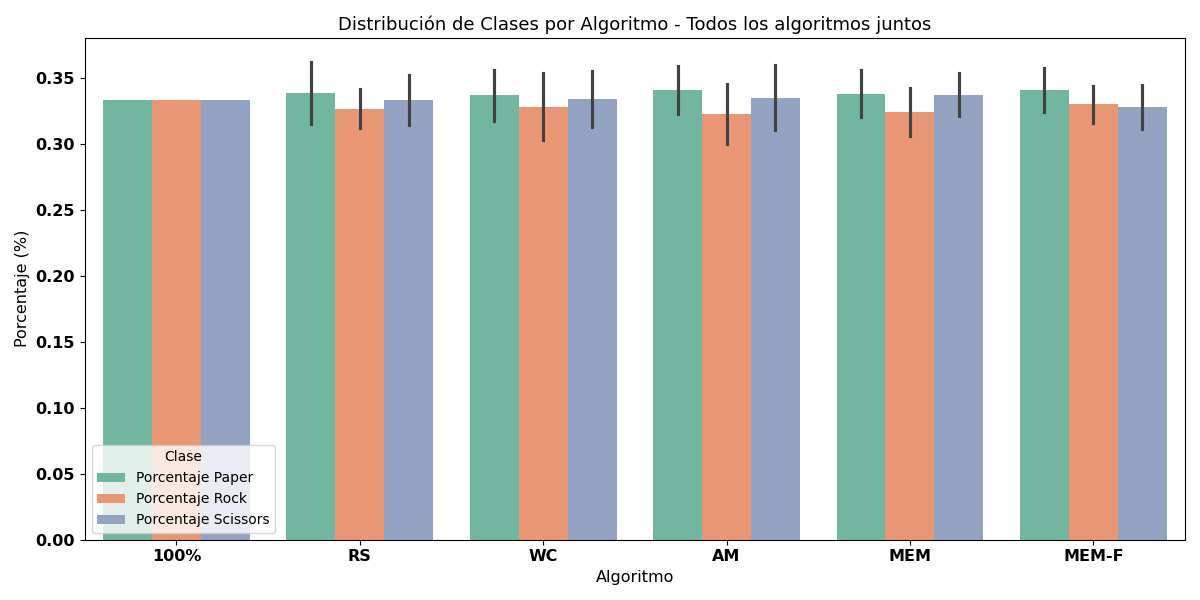 Distribución de Clases por Algoritmo - Todos los algoritmos juntos
Porcentaje (%)
0.35
0.30
0.25
0.20
0.15
0.10
0.05
0.00
Clase
Porcentaje Paper
Porcentaje Rock
Porcentaje Scissors
100%
RS
WC
AM
MEM
MEM-F
Algoritmo